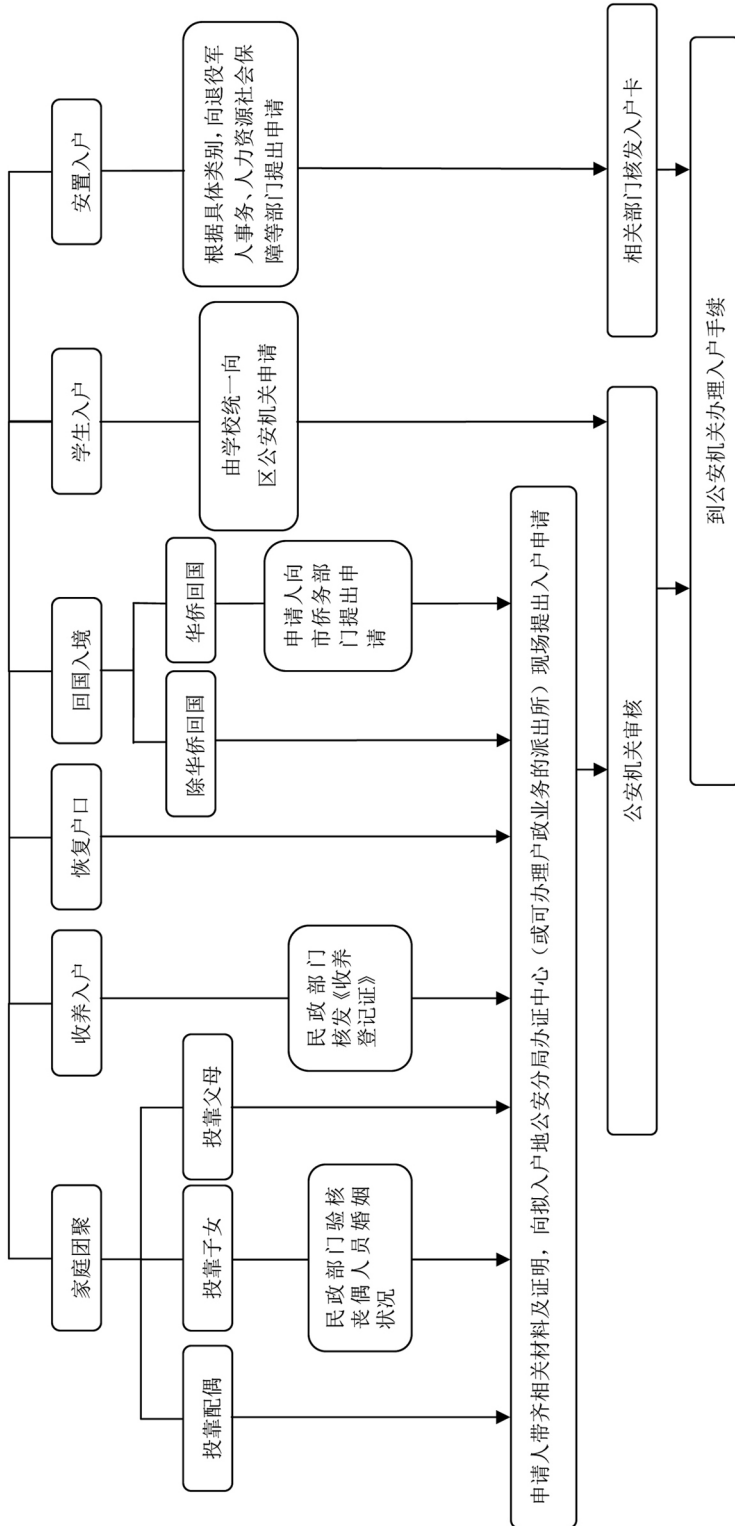 家庭团聚
收养入户
恢复户口
回国入境
学生入户
安置入户
投靠配偶
投靠子女
投靠父母
除华侨回国
华侨回国
民政部门验核
丧偶人员婚姻
状况
民政部门
核发《收养
登记证》
申请人向
市侨务部
门提出申
请
由学校统一向
区公安机关申请
根据具体类别，向退役军
人事务、人力资源社会保
障等部门提出申请
申请人带齐相关材料及证明，向拟入户地公安分局办证中心（或可办理户政业务的派出所）现场提出入户申请
公安机关审核
相关部门核发入户卡
到公安机关办理入户手续